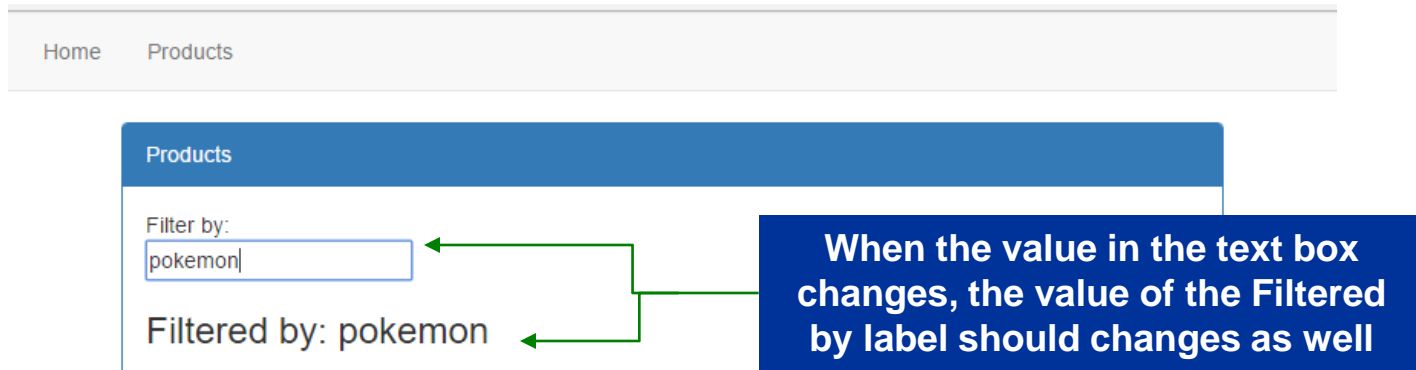 Home Products
Products
Filter by:
pokemon
Filtered by: pokemon
When the value in the text box
changes, the value of the Filtered
by label should changes as well